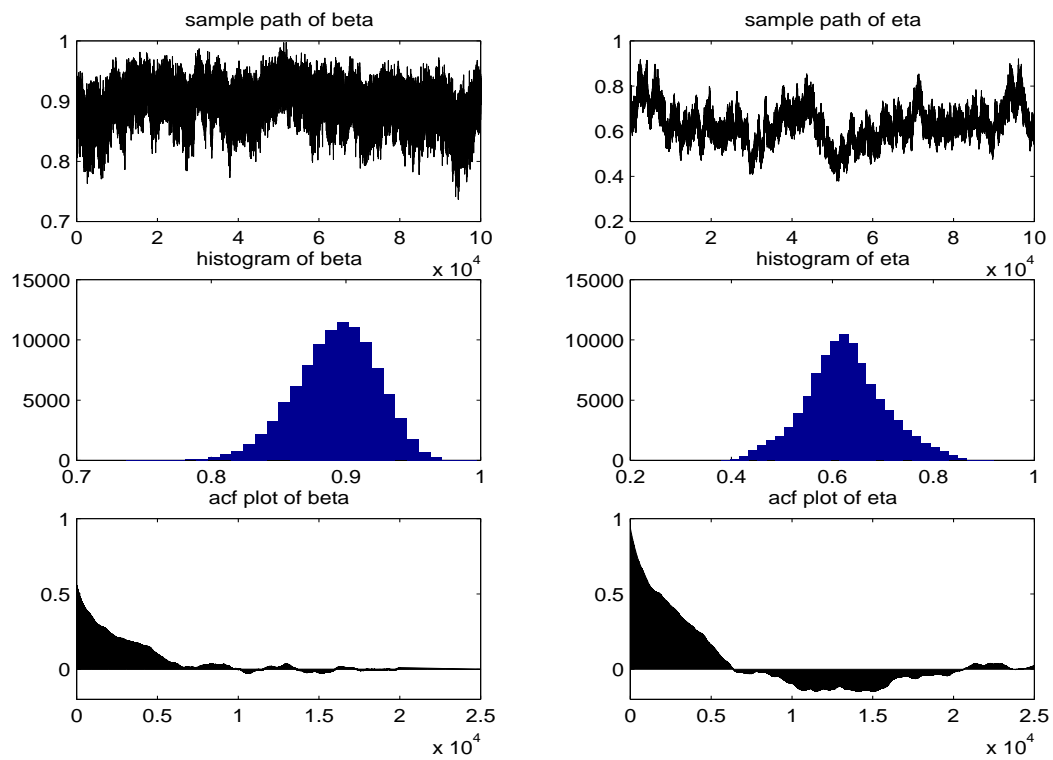 sample path of beta
1
0.9
0.8
0.7
0 2 4 6 8 10
x 10^4
sample path of eta
1
0.8
0.6
0.4
0.2
0 2 4 6 8 10
x 10^4
histogram of beta
15000
10000
5000
0
0.7 0.8 0.9 1
histogram of eta
15000
10000
5000
0
0.2 0.4 0.6 0.8 1
acf plot of beta
1
0.5
0
0 0.5 1 1.5 2 2.5
x 10^4
acf plot of eta
1
0.5
0
0 0.5 1 1.5 2 2.5
x 10^4